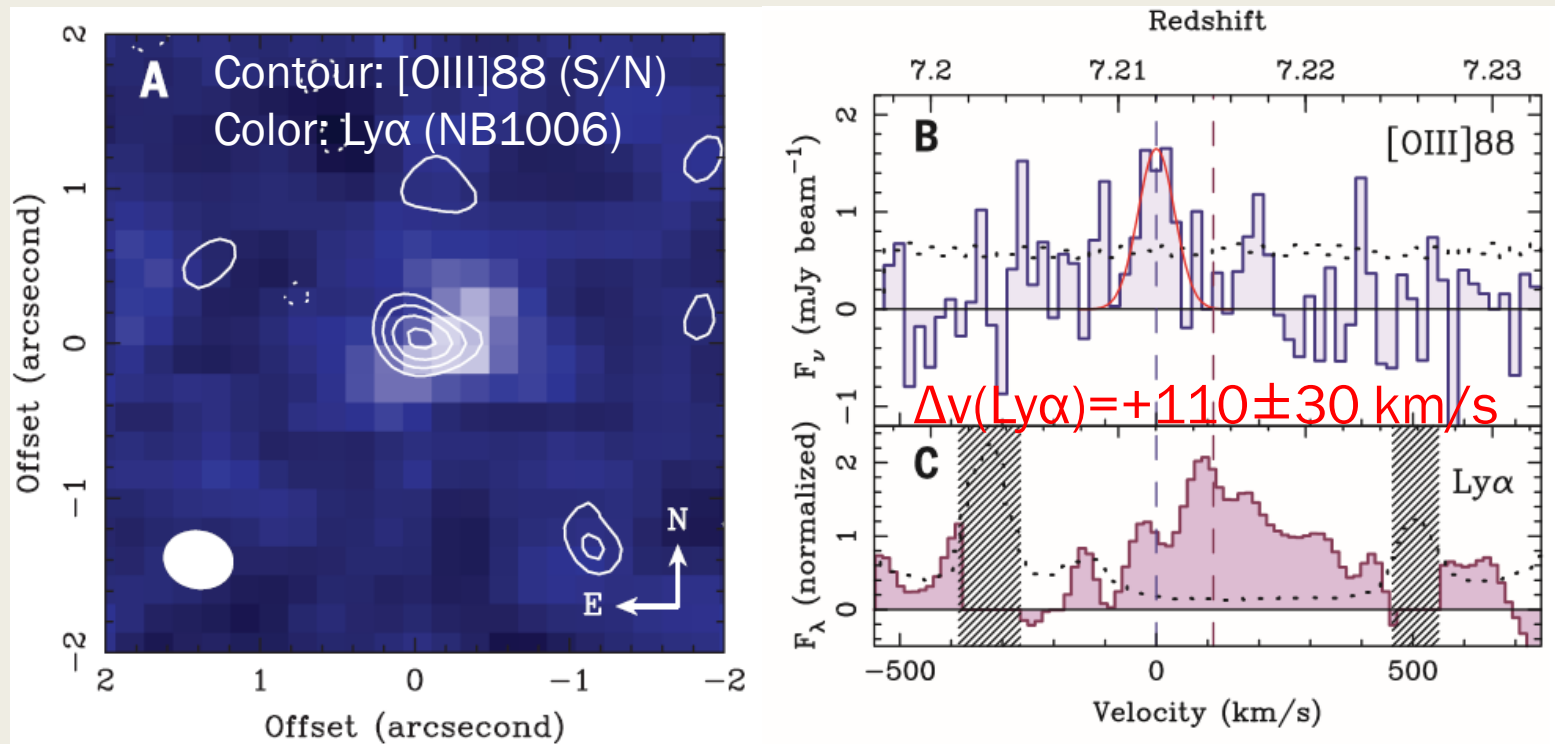 A
Contour: [OIII]88 (S/N)
Color: Lyα (NB1006)
2
1
0
−1
−2
Offset (arcsecond)
2 1 0 −1 −2
Offset (arcsecond)
N
E
Redshift
7.2 7.21 7.22 7.23
B
[OIII]88
2
1
0
−1
Fν (mJy beam−1)
Δv(Lyα)=+110±30 km/s
C
Lyα
2
1
0
Fλ (normalized)
−500 0 500
Velocity (km/s)